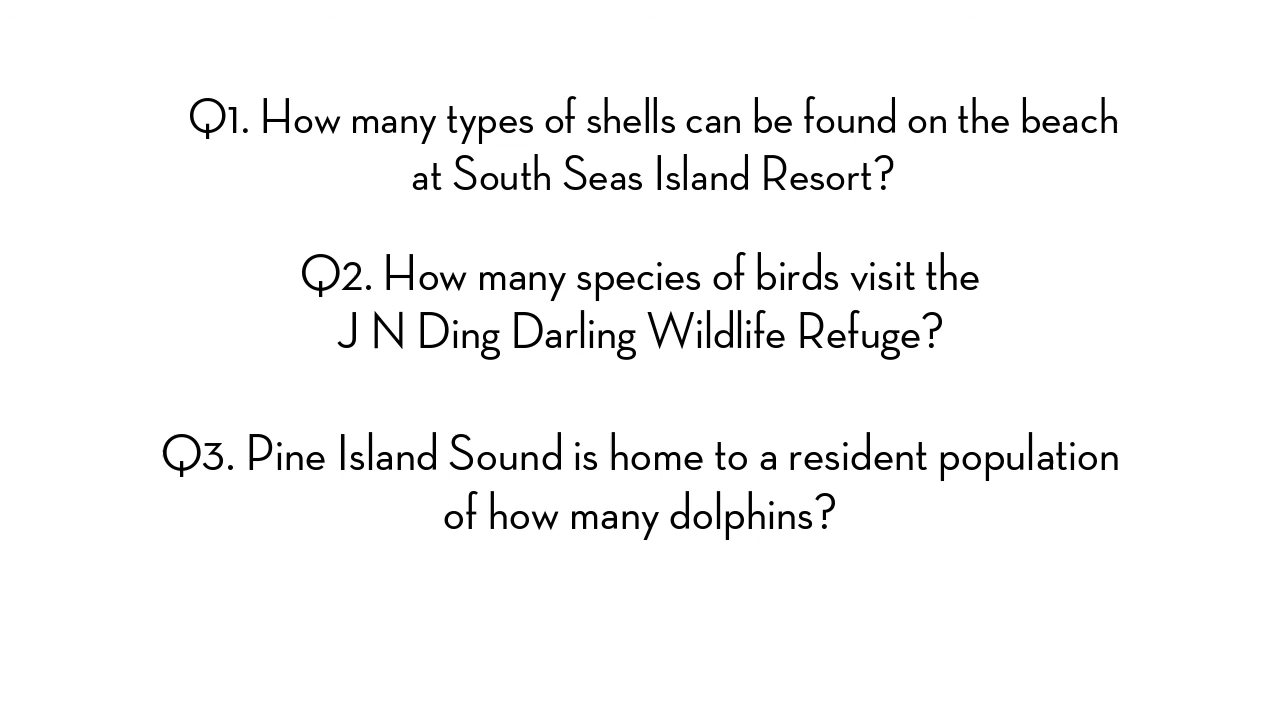 Q1. How many types of shells can be found on the beach
at South Seas Island Resort?
Q2. How many species of birds visit the
J N Ding Darling Wildlife Refuge?
Q3. Pine Island Sound is home to a resident population
of how many dolphins?